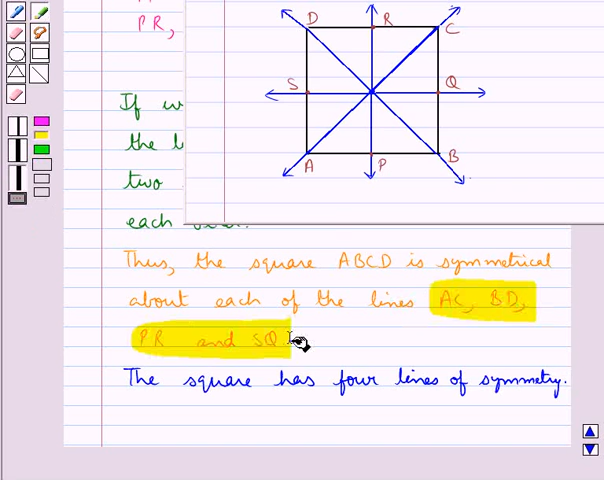 PR,
D R C
S Q
A P B
If w
the l
two
each
Thus, the square ABCD is symmetrical
about each of the lines AC, BD,
PR and SQ.
The square has four lines of symmetry.